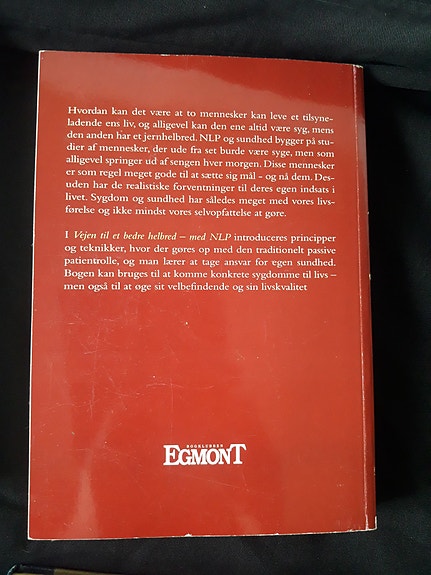 Hvordan kan det være at to mennesker kan leve et tilsyne-
ladende ens liv, og alligevel kan den ene altid være syg, mens
den anden har et jernhelbred. NLP og sundhed bygger på stu-
dier af mennesker, der ude fra set burde være syge, men som
alligevel springer ud af sengen hver morgen. Disse mennesker
er som regel meget gode til at sætte sig mål - og nå dem. Des-
uden har de realistiske forventninger til deres egen indsats i
livet. Sygdom og sundhed har således meget med vores livs-
førelse og ikke mindst vores selvopfattelse at gøre.
I Vejen til et bedre helbred – med NLP introduceres principper
og teknikker, hvor der gøres op med den traditionelt passive
patientrolle, og man lærer at tage ansvar for egen sundhed.
Bogen kan bruges til at komme konkrete sygdomme til livs –
men også til at øge sit velbefindende og sin livskvalitet
BOGKLUBBEN
EGMONT